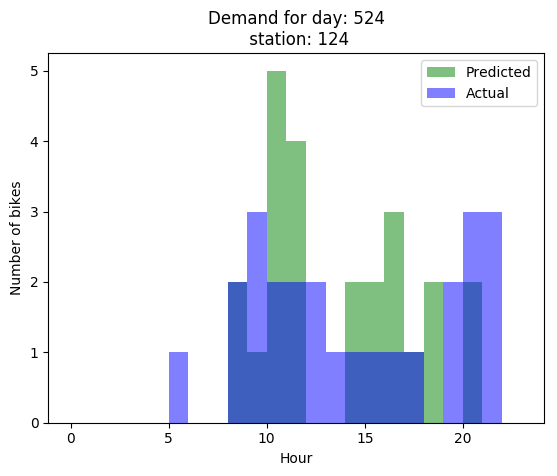 Demand for day: 524
station: 124
Predicted
Actual
Number of bikes
5
4
3
2
1
0
0 5 10 15 20
Hour